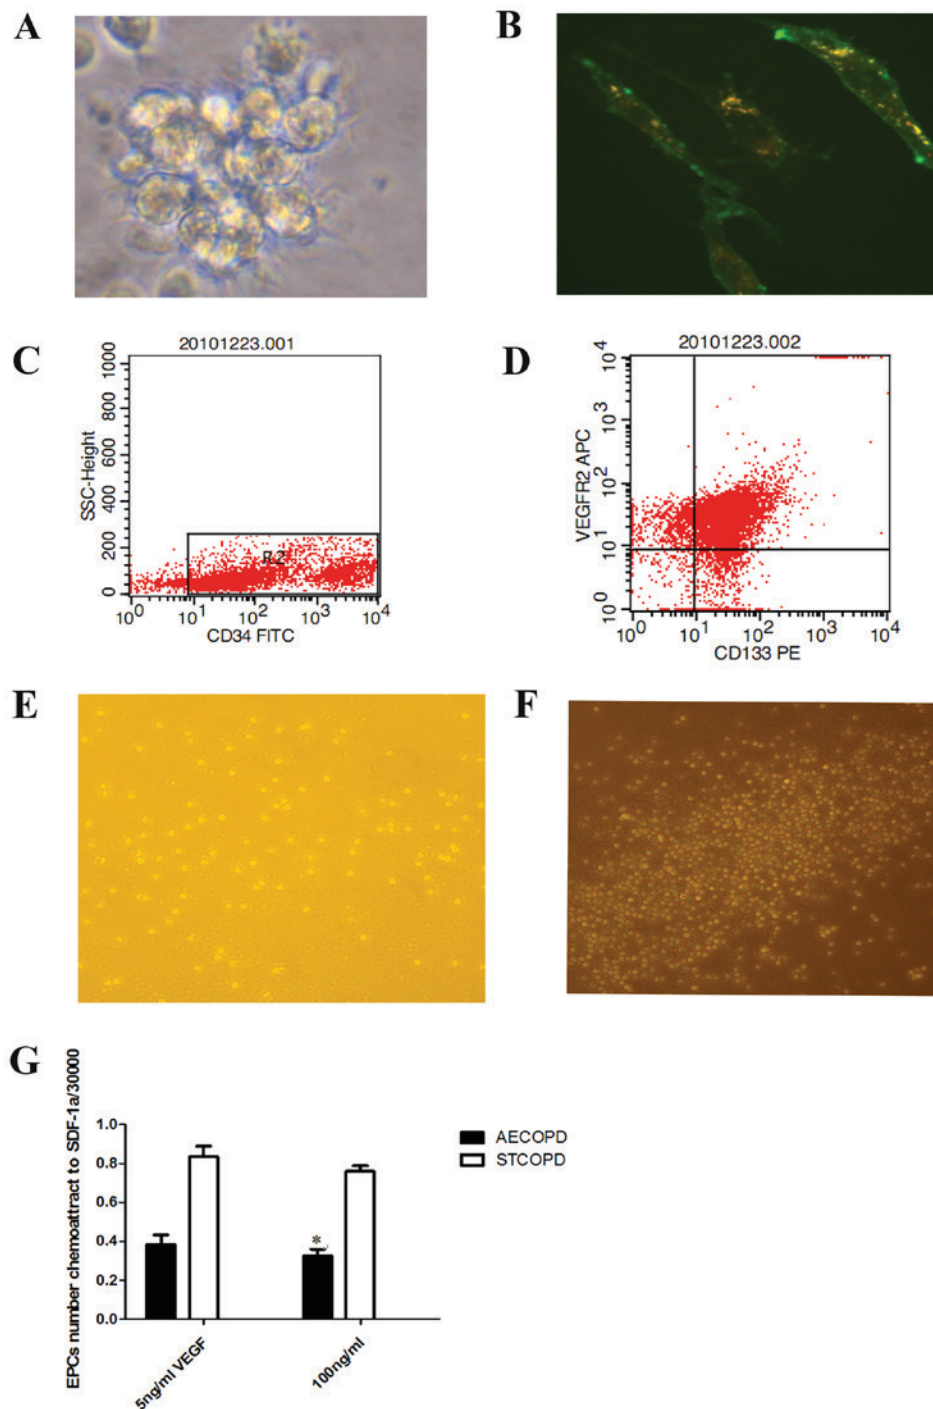 A
B
C
20101223.001
SSC-Height
1000
800
600
400
200
0
R2
10^0 10^1 10^2 10^3 10^4
CD34 FITC
D
20101223.002
VEGFR2 APC
10^4
10^3
10^2
10^1
10^0
10^0 10^1 10^2 10^3 10^4
CD133 PE
E
F
G
EPCs number chemoattract to SDF-1a/30000
1.0
0.8
0.6
0.4
0.2
0.0
*
5ng/ml VEGF
100ng/ml
AECOPD
STCOPD